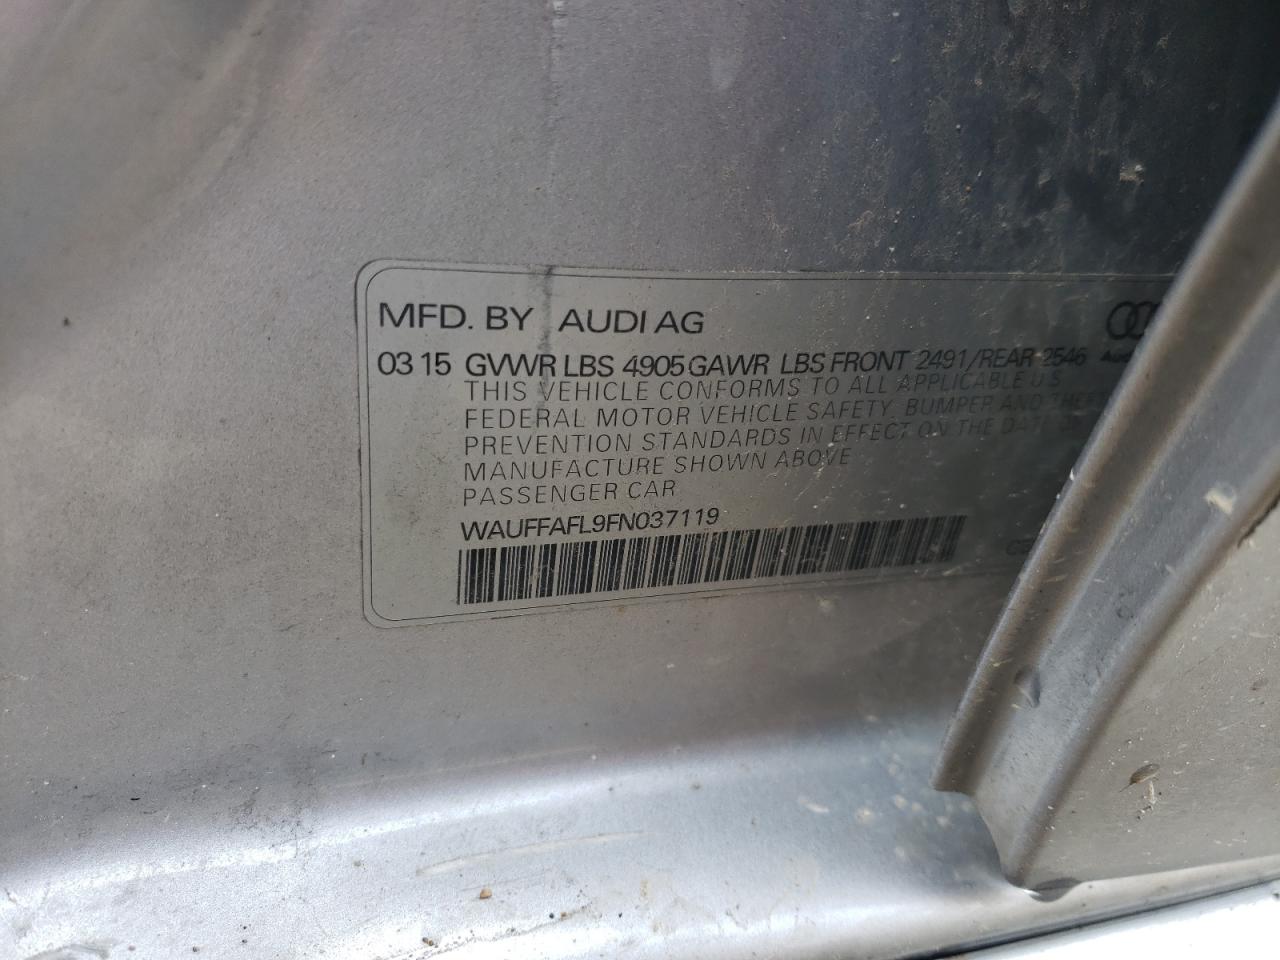 MFD. BY AUDI AG
03 15 GVWR LBS 4905 GAWR LBS FRONT 2491/REAR 2546
THIS VEHICLE CONFORMS TO ALL APPLICABLE U.S.
FEDERAL MOTOR VEHICLE SAFETY, BUMPER AND THEFT
PREVENTION STANDARDS IN EFFECT ON THE DATE OF
MANUFACTURE SHOWN ABOVE
PASSENGER CAR
WAUFFAFL9FN037119